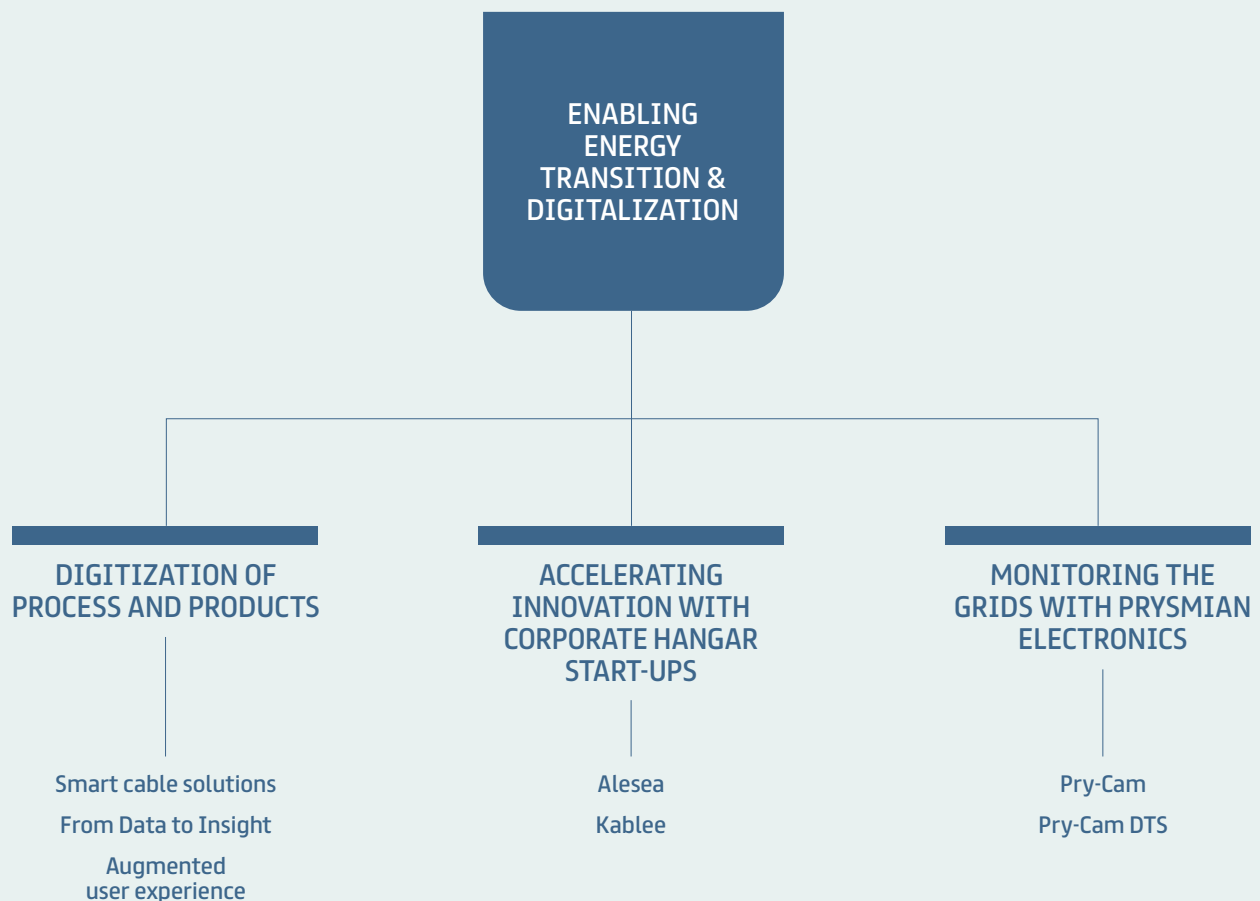 ENABLING
ENERGY
TRANSITION &
DIGITALIZATION
DIGITIZATION OF
PROCESS AND PRODUCTS
Smart cable solutions
From Data to Insight
Augmented
user experience
ACCELERATING
INNOVATION WITH
CORPORATE HANGAR
START-UPS
Alesea
Kablee
MONITORING THE
GRIDS WITH PRYSMIAN
ELECTRONICS
Pry-Cam
Pry-Cam DTS